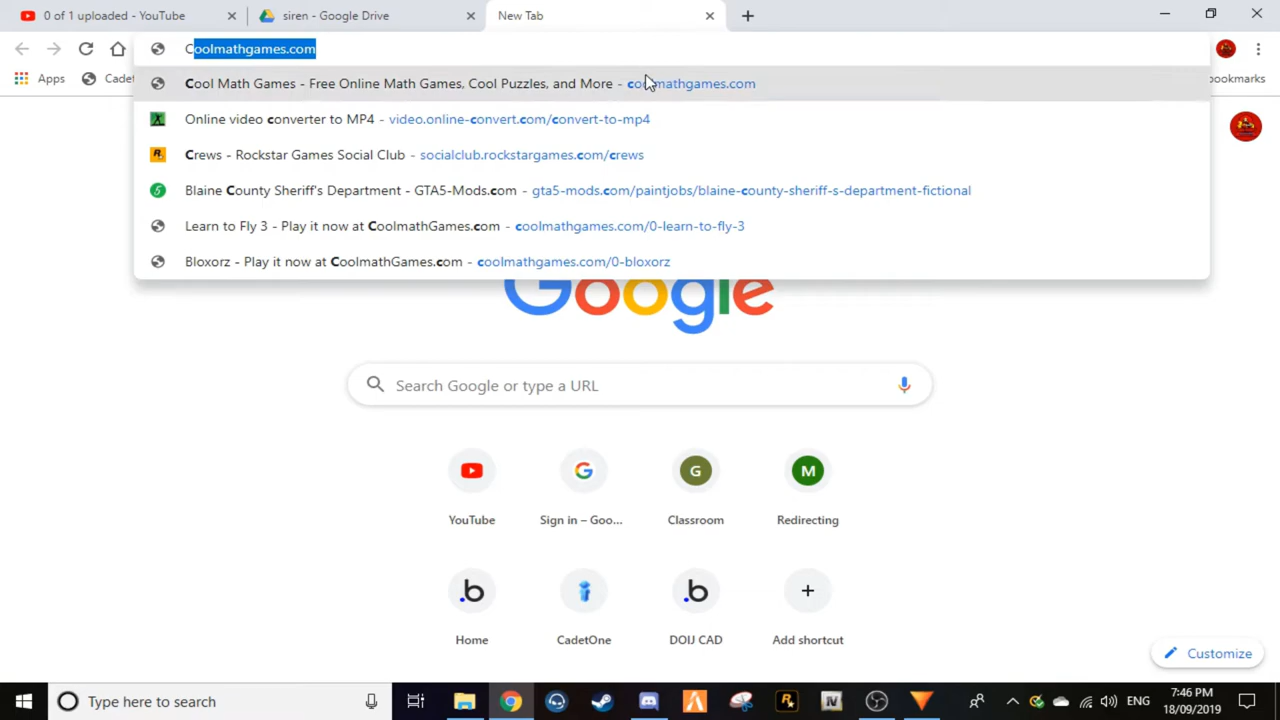 0 of 1 uploaded - YouTube
siren - Google Drive
New Tab
Coolmathgames.com
Apps
Cadet
bookmarks
Cool Math Games - Free Online Math Games, Cool Puzzles, and More - coolmathgames.com
Online video converter to MP4 - video.online-convert.com/convert-to-mp4
Crews - Rockstar Games Social Club - socialclub.rockstargames.com/crews
Blaine County Sheriff's Department - GTA5-Mods.com - gta5-mods.com/paintjobs/blaine-county-sheriff-s-department-fictional
Learn to Fly 3 - Play it now at CoolmathGames.com - coolmathgames.com/0-learn-to-fly-3
Bloxorz - Play it now at CoolmathGames.com - coolmathgames.com/0-bloxorz
Google
Search Google or type a URL
G
M
YouTube
Sign in – Goo...
Classroom
Redirecting
.b
.b
Home
CadetOne
DOIJ CAD
Add shortcut
Customize
Type here to search
IV
ENG
7:46 PM
18/09/2019